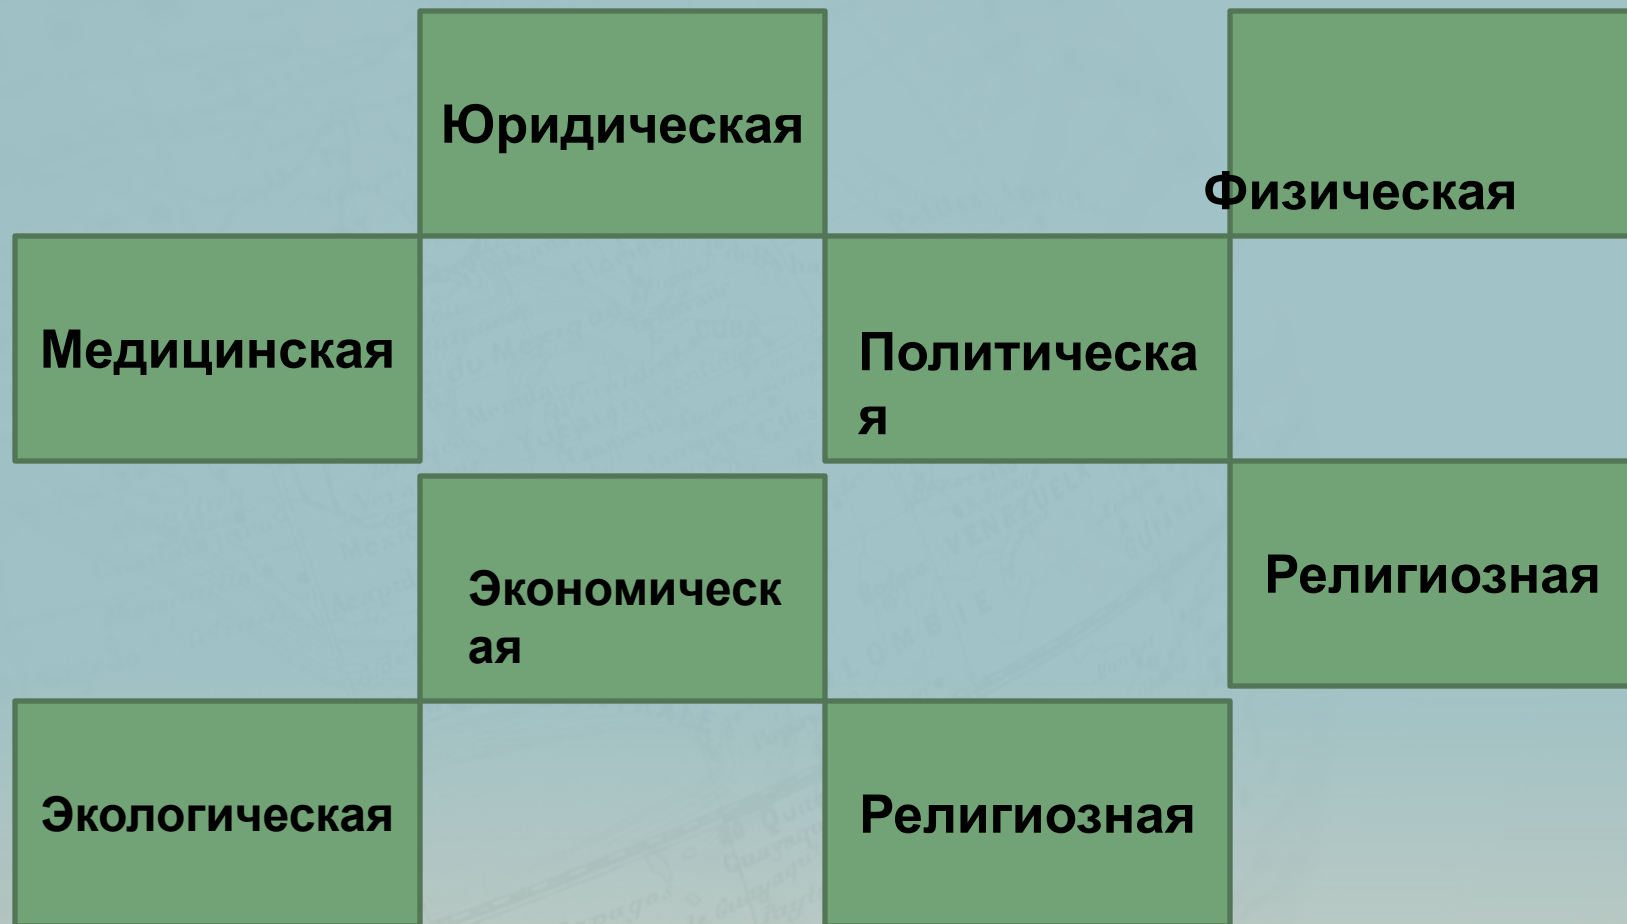 Юридическая
Физическая
Медицинская
Политическа
я
Экономическ
ая
Религиозная
Экологическая
Религиозная